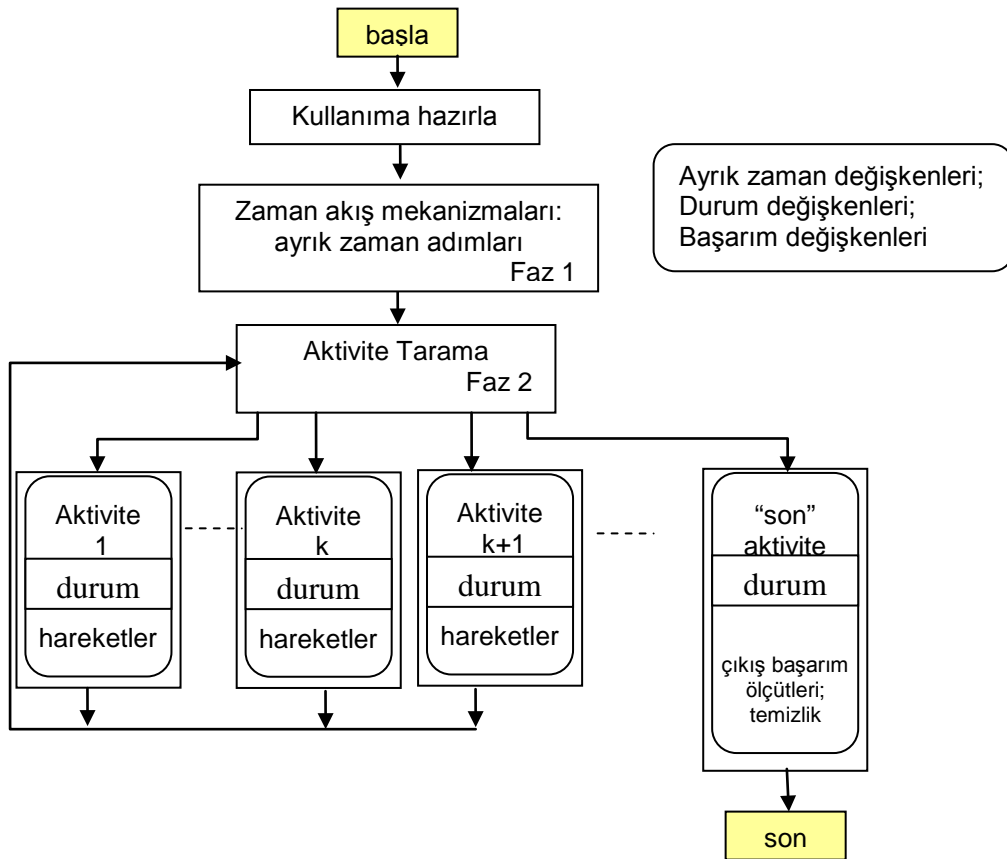 başla
Kullanıma hazırla
Zaman akış mekanizmaları:
ayrık zaman adımları
Faz 1
Ayrık zaman değişkenleri;
Durum değişkenleri;
Başarım değişkenleri
Aktivite Tarama
Faz 2
Aktivite
1
durum
hareketler
Aktivite
k
durum
hareketler
Aktivite
k+1
durum
hareketler
“son”
aktivite
durum
çıkış başarım
ölçütleri;
temizlik
son